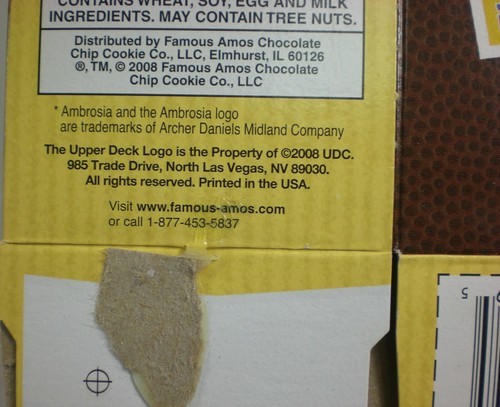 CONTAINS WHEAT, SOY, EGG AND MILK
INGREDIENTS. MAY CONTAIN TREE NUTS.
Distributed by Famous Amos Chocolate
Chip Cookie Co., LLC, Elmhurst, IL 60126
®, TM, © 2008 Famous Amos Chocolate
Chip Cookie Co., LLC
* Ambrosia and the Ambrosia logo
are trademarks of Archer Daniels Midland Company
The Upper Deck Logo is the Property of ©2008 UDC.
985 Trade Drive, North Las Vegas, NV 89030.
All rights reserved. Printed in the USA.
Visit www.famous-amos.com
or call 1-877-453-5837
5